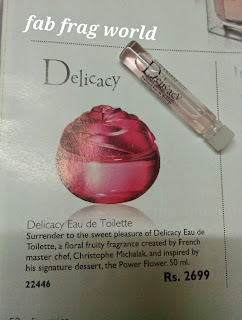 fab frag world
Delicacy
Delicacy
Delicacy Eau de Toilette
Surrender to the sweet pleasure of Delicacy Eau de
Toilette, a floral fruity fragrance created by French
master chef, Christophe Michalak, and inspired by
his signature dessert, the Power Flower. 50 ml.
22446
Rs. 2699